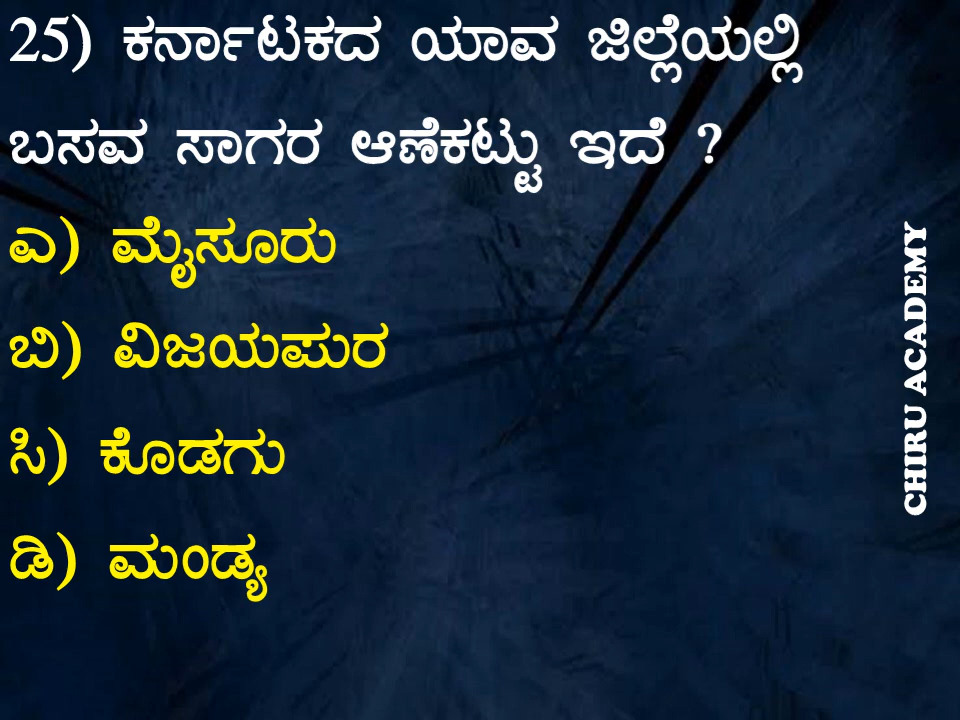 25) ಕರ್ನಾಟಕದ ಯಾವ ಜಿಲ್ಲೆಯಲ್ಲಿ
ಬಸವ ಸಾಗರ ಆಣೆಕಟ್ಟು ಇದೆ ?
ಎ) ಮೈಸೂರು
ಬಿ) ವಿಜಯಪುರ
ಸಿ) ಕೊಡಗು
ಡಿ) ಮಂಡ್ಯ
CHIRU ACADEMY